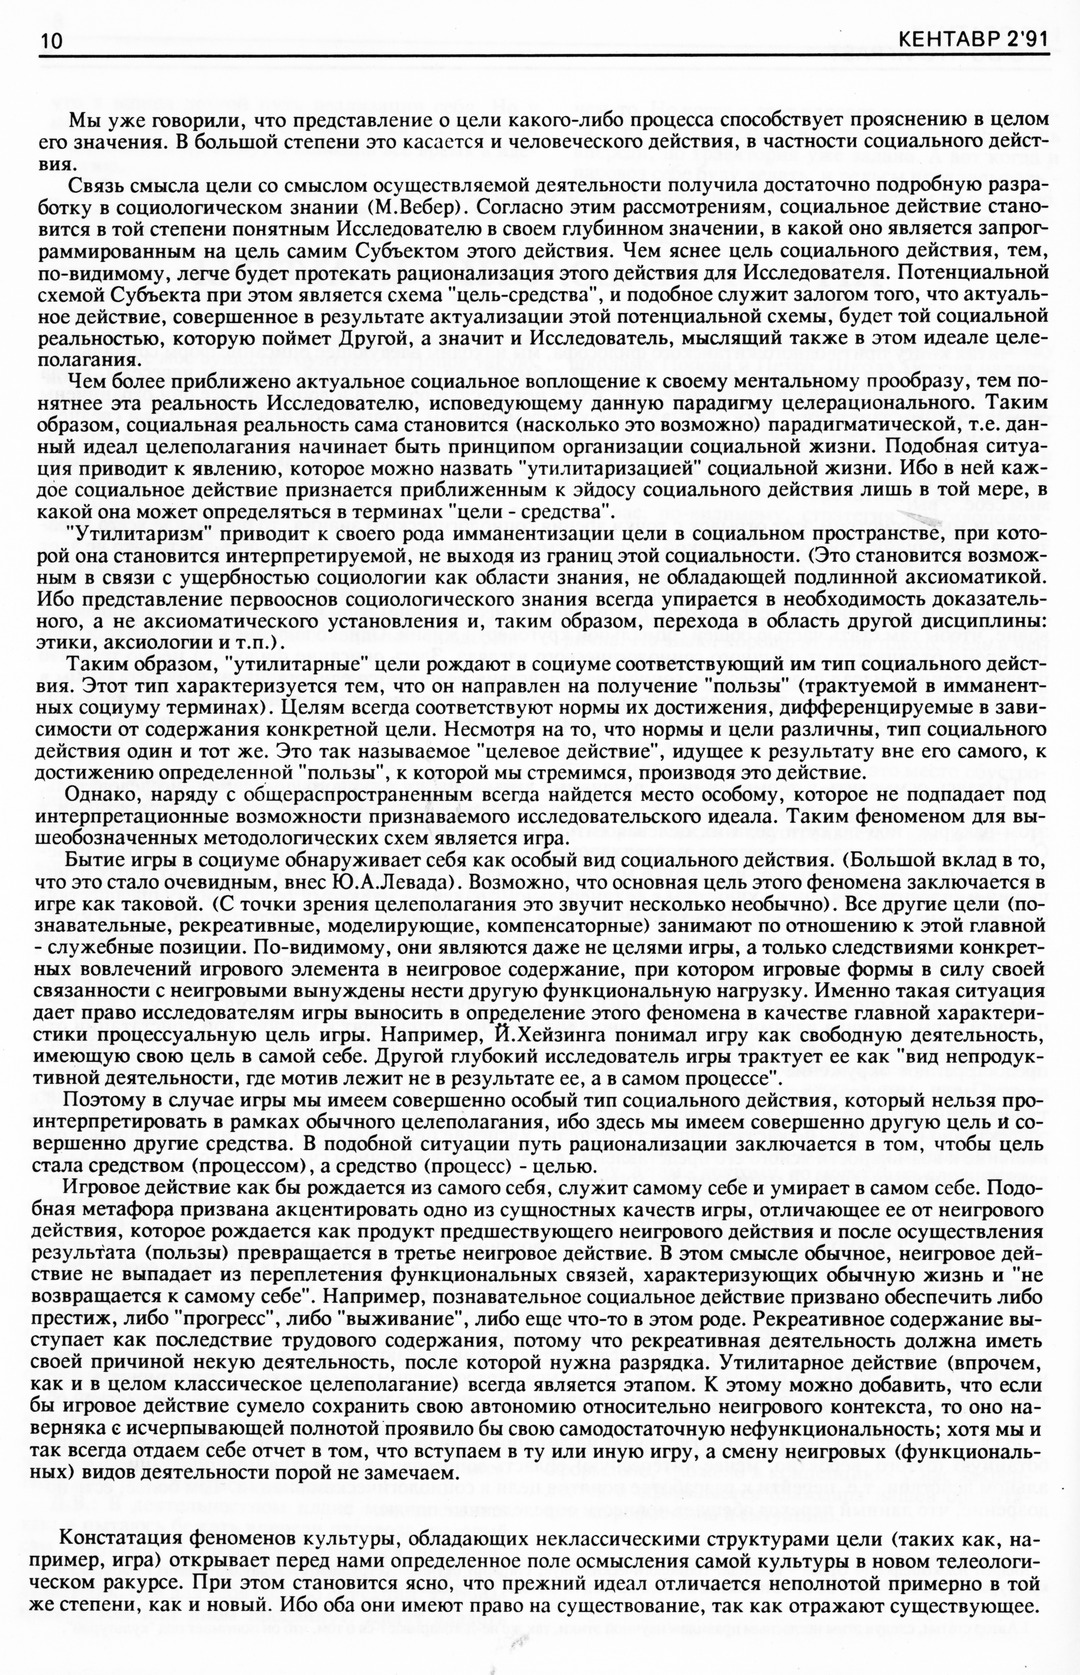 10
КЕНТАВР 2'91
Мы уже говорили, что представление о цели какого-либо процесса способствует прояснению в целом
его значения. В большой степени это касается и человеческого действия, в частности социального дейст-
вия.
Связь смысла цели со смыслом осуществляемой деятельности получила достаточно подробную разра-
ботку в социологическом знании (М.Вебер). Согласно этим рассмотрениям, социальное действие стано-
вится в той степени понятным Исследователю в своем глубинном значении, в какой оно является запрог-
раммированным на цель самим Субъектом этого действия. Чем яснее цель социального действия, тем,
по-видимому, легче будет протекать рационализация этого действия для Исследователя. Потенциальной
схемой Субъекта при этом является схема "цель-средства", и подобное служит залогом того, что актуаль-
ное действие, совершенное в результате актуализации этой потенциальной схемы, будет той социальной
реальностью, которую поймет Другой, а значит и Исследователь, мыслящий также в этом идеале целе-
полагания.
Чем более приближено актуальное социальное воплощение к своему ментальному прообразу, тем по-
нятнее эта реальность Исследователю, исповедующему данную парадигму целерационального. Таким
образом, социальная реальность сама становится (насколько это возможно) парадигматической, т.е. дан-
ный идеал целеполагания начинает быть принципом организации социальной жизни. Подобная ситуа-
ция приводит к явлению, которое можно назвать "утилитаризацией" социальной жизни. Ибо в ней каж-
дое социальное действие признается приближенным к эйдосу социального действия лишь в той мере, в
какой она может определяться в терминах "цели - средства".
"Утилитаризм" приводит к своего рода имманентизации цели в социальном пространстве, при кото-
рой она становится интерпретируемой, не выходя из границ этой социальности. (Это становится возмож-
ным в связи с ущербностью социологии как области знания, не обладающей подлинной аксиоматикой.
Ибо представление первооснов социологического знания всегда упирается в необходимость доказатель-
ного, а не аксиоматического установления и, таким образом, перехода в область другой дисциплины:
этики, аксиологии и т.п.).
Таким образом, "утилитарные" цели рождают в социуме соответствующий им тип социального дейст-
вия. Этот тип характеризуется тем, что он направлен на получение "пользы" (трактуемой в имманент-
ных социуму терминах). Целям всегда соответствуют нормы их достижения, дифференцируемые в зави-
симости от содержания конкретной цели. Несмотря на то, что нормы и цели различны, тип социального
действия один и тот же. Это так называемое "целевое действие", идущее к результату вне его самого, к
достижению определенной "пользы", к которой мы стремимся, производя это действие.
Однако, наряду с общераспространенным всегда найдется место особому, которое не подпадает под
интерпретационные возможности признаваемого исследовательского идеала. Таким феноменом для вы-
шеобозначенных методологических схем является игра.
Бытие игры в социуме обнаруживает себя как особый вид социального действия. (Большой вклад в то,
что это стало очевидным, внес Ю.А.Левада). Возможно, что основная цель этого феномена заключается в
игре как таковой. (С точки зрения целеполагания это звучит несколько необычно). Все другие цели (по-
знавательные, рекреативные, моделирующие, компенсаторные) занимают по отношению к этой главной
- служебные позиции. По-видимому, они являются даже не целями игры, а только следствиями конкрет-
ных вовлечений игрового элемента в неигровое содержание, при котором игровые формы в силу своей
связанности с неигровыми вынуждены нести другую функциональную нагрузку. Именно такая ситуация
дает право исследователям игры выносить в определение этого феномена в качестве главной характери-
стики процессуальную цель игры. Например, Й.Хейзинга понимал игру как свободную деятельность,
имеющую свою цель в самой себе. Другой глубокий исследователь игры трактует ее как "вид непродук-
тивной деятельности, где мотив лежит не в результате ее, а в самом процессе".
Поэтому в случае игры мы имеем совершенно особый тип социального действия, который нельзя про-
интерпретировать в рамках обычного целеполагания, ибо здесь мы имеем совершенно другую цель и со-
вершенно другие средства. В подобной ситуации путь рационализации заключается в том, чтобы цель
стала средством (процессом), а средство (процесс) - целью.
Игровое действие как бы рождается из самого себя, служит самому себе и умирает в самом себе. Подо-
бная метафора призвана акцентировать одно из сущностных качеств игры, отличающее ее от неигрового
действия, которое рождается как продукт предшествующего неигрового действия и после осуществления
результата (пользы) превращается в третье неигровое действие. В этом смысле обычное, неигровое дей-
ствие не выпадает из переплетения функциональных связей, характеризующих обычную жизнь и "не
возвращается к самому себе". Например, познавательное социальное действие призвано обеспечить либо
престиж, либо "прогресс", либо "выживание", либо еще что-то в этом роде. Рекреативное содержание вы-
ступает как последствие трудового содержания, потому что рекреативная деятельность должна иметь
своей причиной некую деятельность, после которой нужна разрядка. Утилитарное действие (впрочем,
как и в целом классическое целеполагание) всегда является этапом. К этому можно добавить, что если
бы игровое действие сумело сохранить свою автономию относительно неигрового контекста, то оно на-
верняка с исчерпывающей полнотой проявило бы свою самодостаточную нефункциональность; хотя мы и
так всегда отдаем себе отчет в том, что вступаем в ту или иную игру, а смену неигровых (функциональ-
ных) видов деятельности порой не замечаем.
Констатация феноменов культуры, обладающих неклассическими структурами цели (таких как, на-
пример, игра) открывает перед нами определенное поле осмысления самой культуры в новом телеологи-
ческом ракурсе. При этом становится ясно, что прежний идеал отличается неполнотой примерно в той
же степени, как и новый. Ибо оба они имеют право на существование, так как отражают существующее.